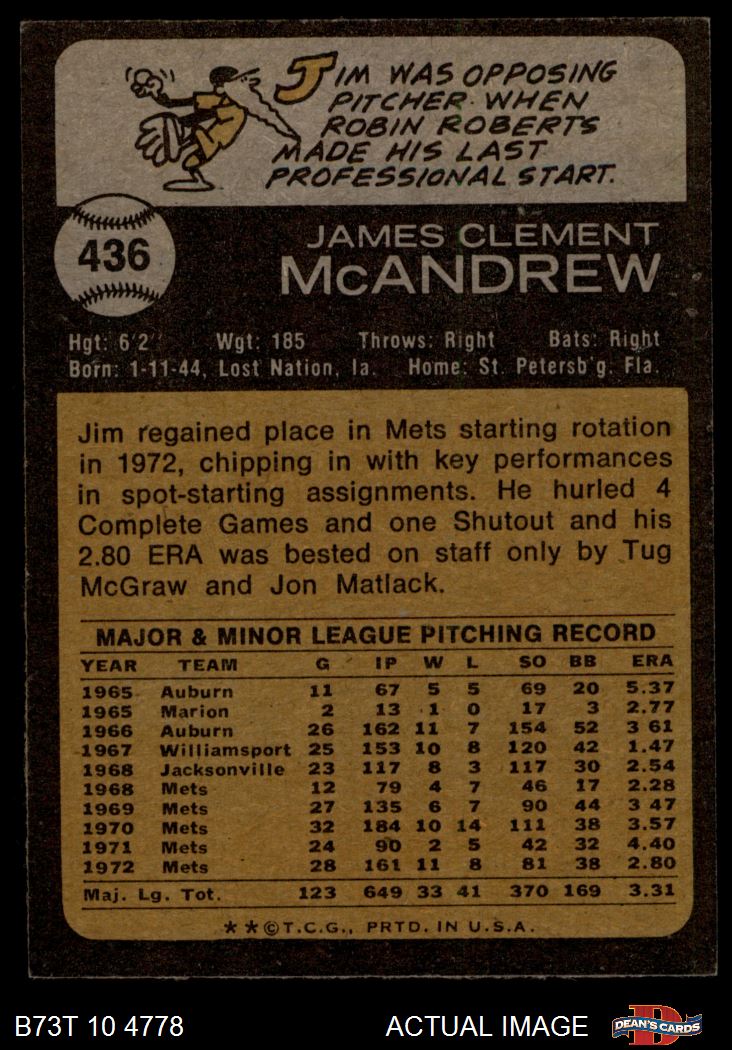 JIM WAS OPPOSING
PITCHER WHEN
ROBIN ROBERTS
MADE HIS LAST
PROFESSIONAL START.
436
JAMES CLEMENT
McANDREW
Hgt: 6'2" Wgt: 185 Throws: Right Bats: Right
Born: 1-11-44, Lost Nation, Ia. Home: St. Petersb'g, Fla.
Jim regained place in Mets starting rotation
in 1972, chipping in with key performances
in spot-starting assignments. He hurled 4
Complete Games and one Shutout and his
2.80 ERA was bested on staff only by Tug
McGraw and Jon Matlack.
MAJOR & MINOR LEAGUE PITCHING RECORD
YEAR TEAM G IP W L SO BB ERA
1965 Auburn 11 67 5 5 69 20 5.37
1965 Marion 2 13 1 0 17 3 2.77
1966 Auburn 26 162 11 7 154 52 3 61
1967 Williamsport 25 153 10 8 120 42 1.47
1968 Jacksonville 23 117 8 3 117 30 2.54
1968 Mets 12 79 4 7 46 17 2.28
1969 Mets 27 135 6 7 90 44 3 47
1970 Mets 32 184 10 14 111 38 3.57
1971 Mets 24 90 2 5 42 32 4.40
1972 Mets 28 161 11 8 81 38 2.80
Maj. Lg. Tot. 123 649 33 41 370 169 3.31
* * © T.C.G., PRTD. IN U.S.A.
B73T 10 4778 ACTUAL IMAGE D DEAN'S CARDS